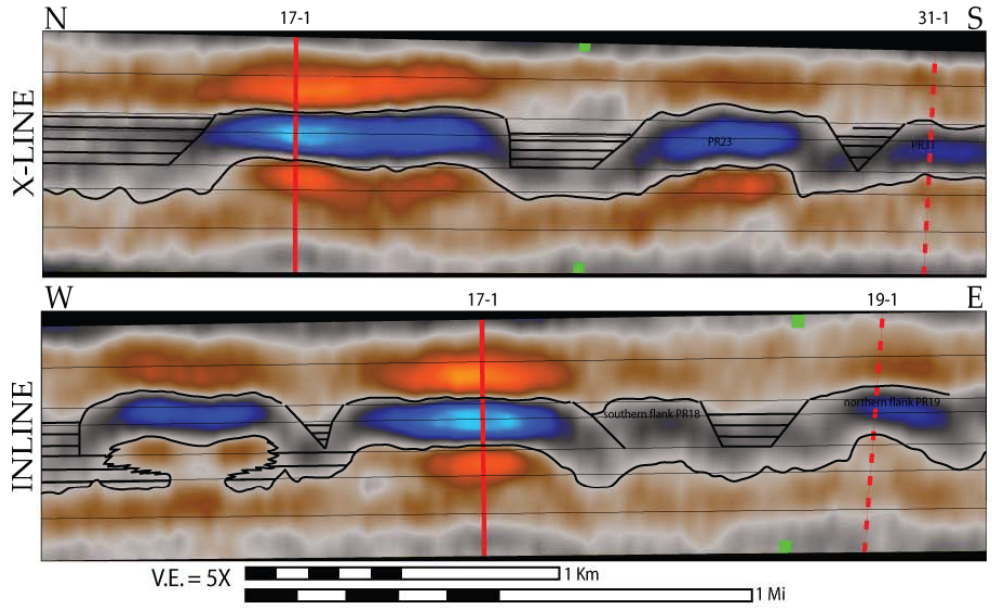 N 17-1 31-1 S
X-LINE
PR23
PR31
W 17-1 19-1 E
INLINE
southern flank PR18
northern flank PR19
V.E. = 5X
1 Km
1 Mi